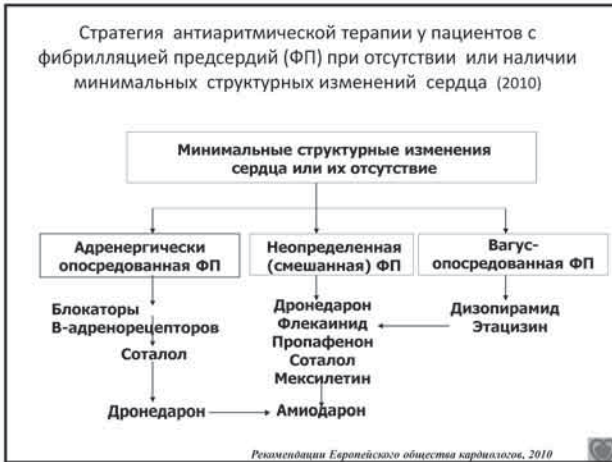 Стратегия антиаритмической терапии у пациентов с
фибрилляцией предсердий (ФП) при отсутствии или наличии
минимальных структурных изменений сердца (2010)
Минимальные структурные изменения
сердца или их отсутствие
Адренергически
опосредованная ФП
Неопределенная
(смешанная) ФП
Вагус-
опосредованная ФП
Блокаторы
В-адренорецепторов
Соталол
Дронедарон
Дронедарон
Флекаинид
Пропафенон
Соталол
Мексилетин
Амиодарон
Дизопирамид
Этацизин
Рекомендации Европейского общества кардиологов, 2010